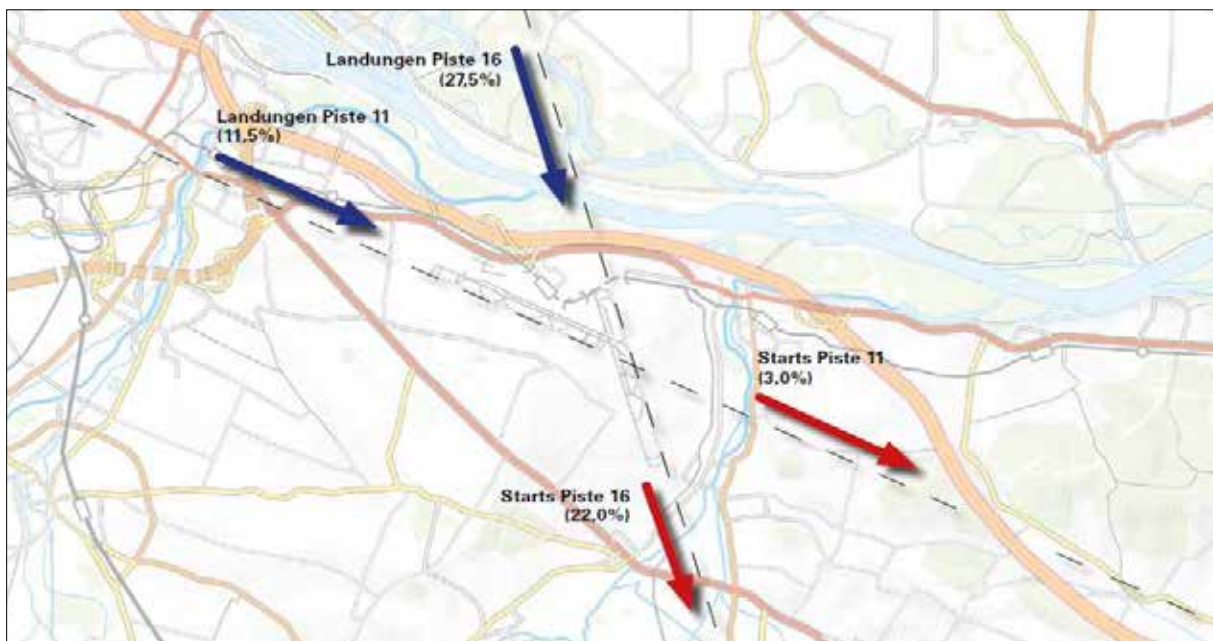 Landungen Piste 16
(27,5%)
Landungen Piste 11
(11,5%)
Starts Piste 11
(3.0%)
Starts Piste 16
(22,0%)